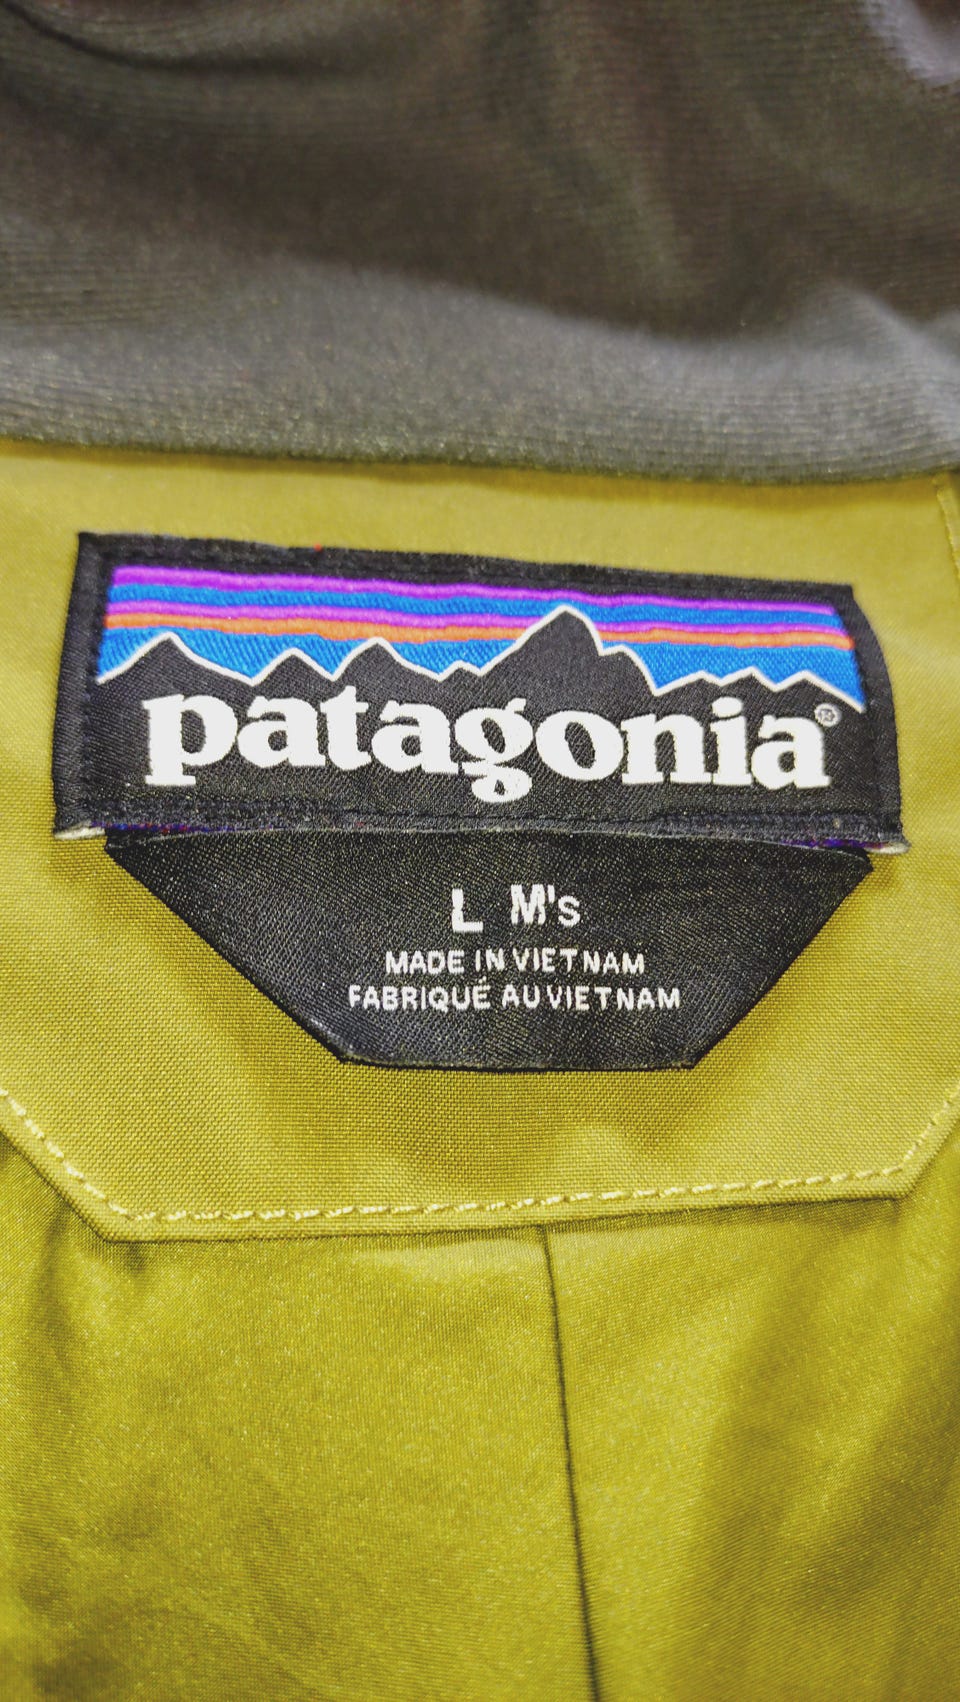 patagonia®
L M's
MADE IN VIETNAM
FABRIQUÉ AU VIETNAM